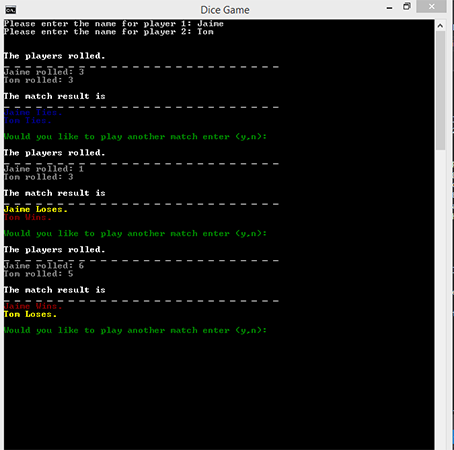 Dice Game
Please enter the name for player 1: Jaime
Please enter the name for player 2: Tom
The players rolled.
- - - - - - - - - - - - - - - - - - - - - - - - - - - -
Jaime rolled: 3
Tom rolled: 3
The match result is
- - - - - - - - - - - - - - - - - - - - - - - - - - - -
Jaime Ties.
Tom Ties.
Would you like to play another match enter (y,n):
The players rolled.
- - - - - - - - - - - - - - - - - - - - - - - - - - - -
Jaime rolled: 1
Tom rolled: 3
The match result is
- - - - - - - - - - - - - - - - - - - - - - - - - - - -
Jaime Loses.
Tom Wins.
Would you like to play another match enter (y,n):
The players rolled.
- - - - - - - - - - - - - - - - - - - - - - - - - - - -
Jaime rolled: 6
Tom rolled: 5
The match result is
- - - - - - - - - - - - - - - - - - - - - - - - - - - -
Jaime Wins.
Tom Loses.
Would you like to play another match enter (y,n):